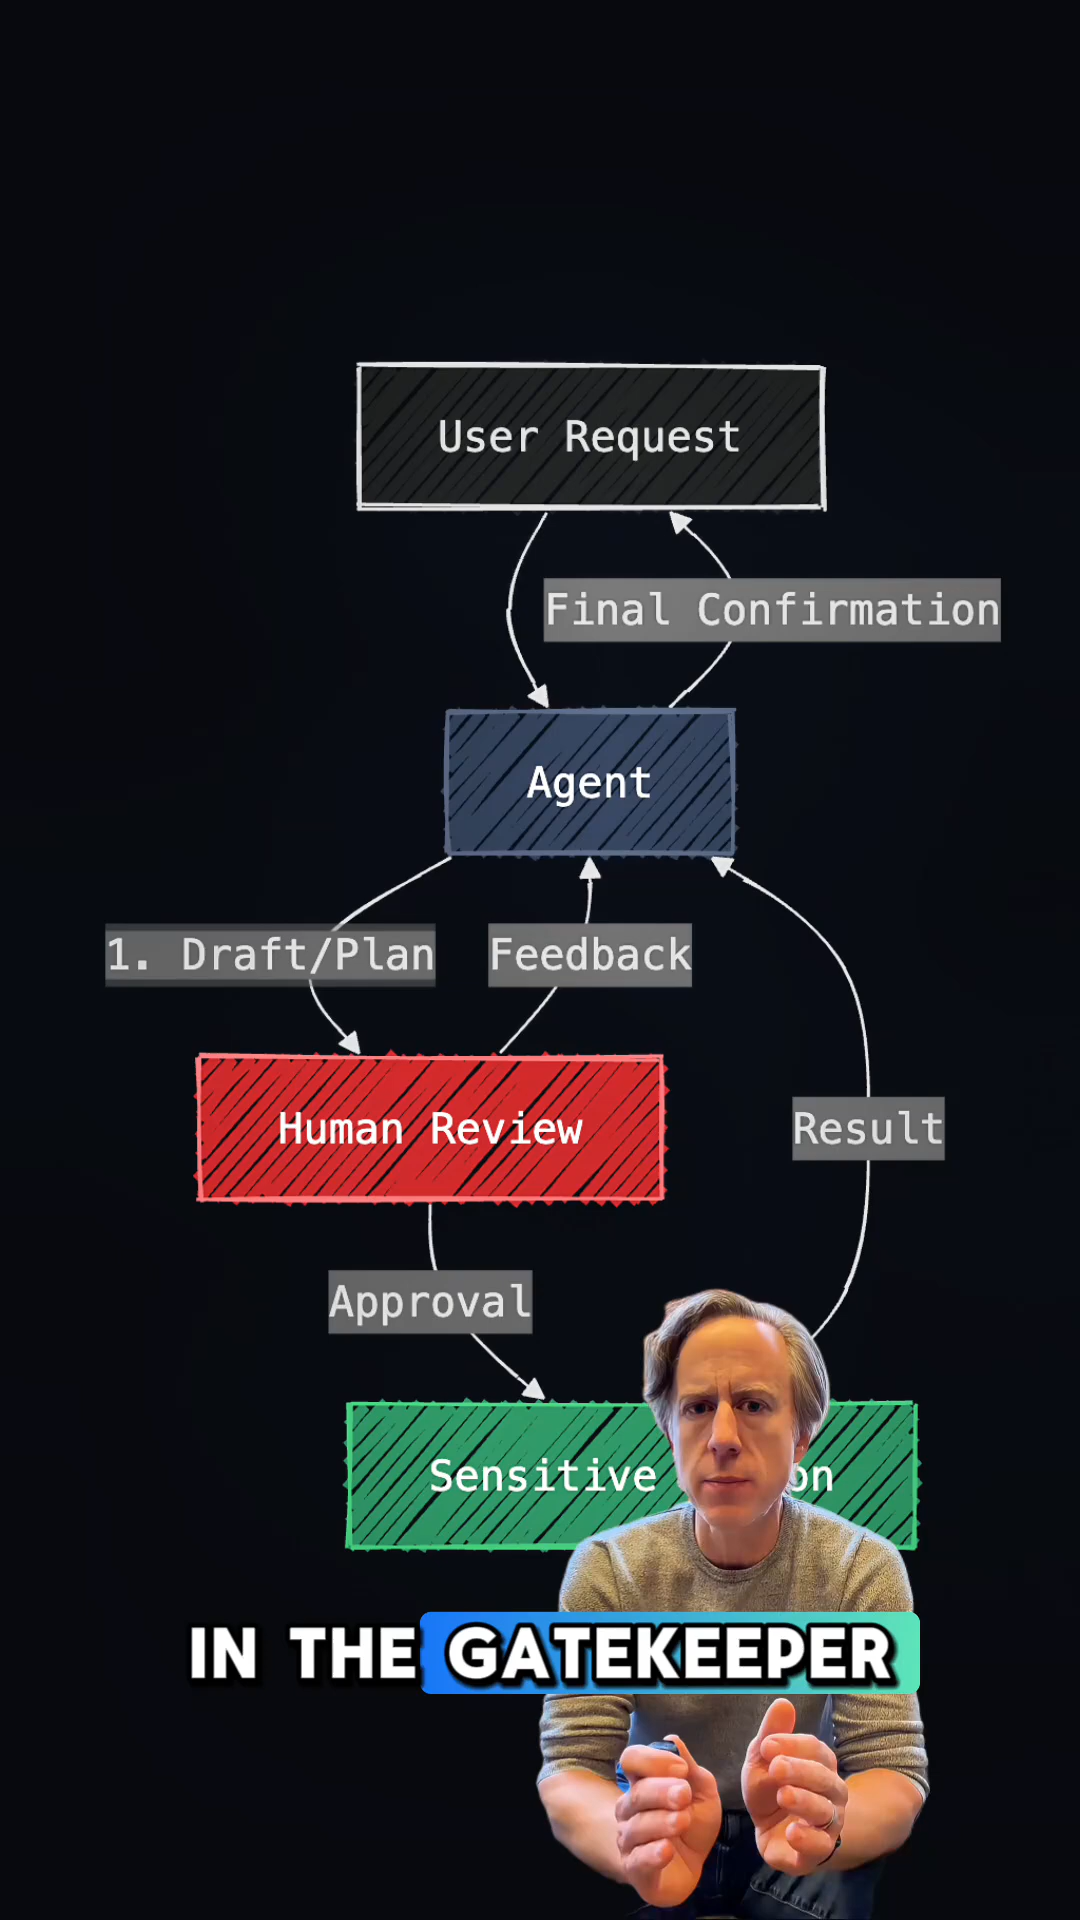 User Request
Final Confirmation
Agent
1. Draft/Plan
Feedback
Human Review
Result
Approval
Sensitive
IN THE GATEKEEPER